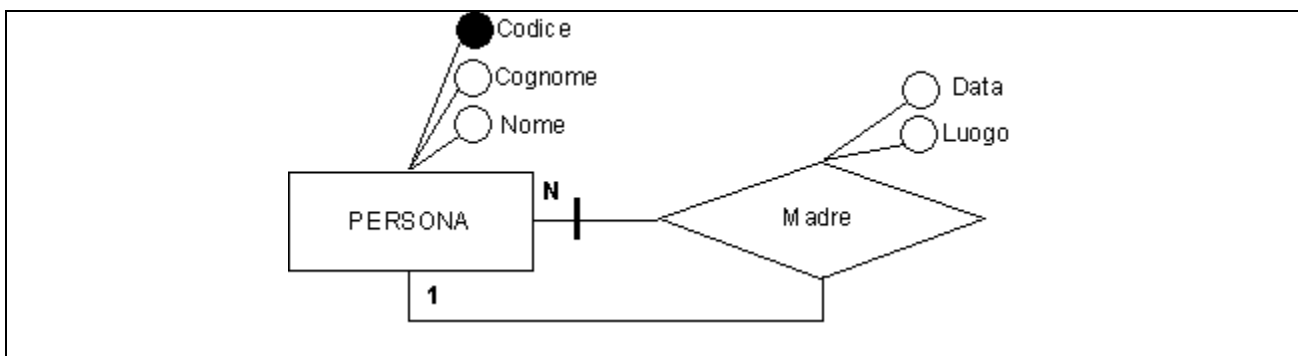 Codice
Cognome
Nome
Data
Luogo
N
PERSONA
Madre
1